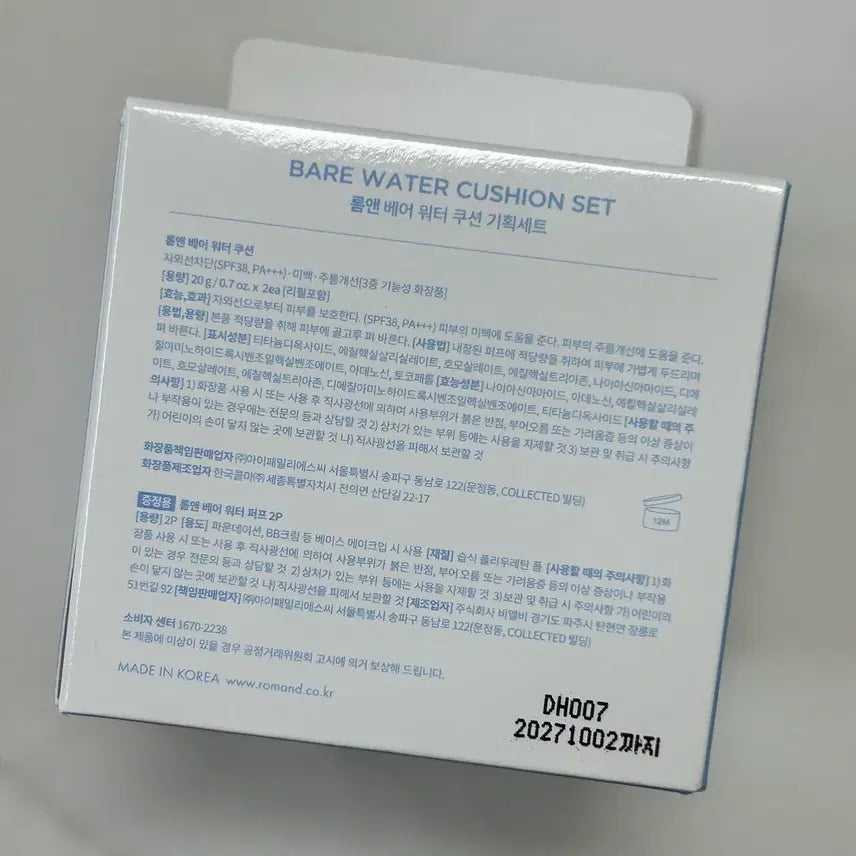 BARE WATER CUSHION SET
롬앤 베어 워터 쿠션 기획세트
롬앤 베어 워터 쿠션
자외선차단(SPF38, PA+++)·미백·주름개선[3중 기능성 화장품]
[용량] 20 g / 0.7 oz. x 2ea [리필포함]
[효능,효과] 자외선으로부터 피부를 보호한다. (SPF38, PA+++) 피부의 미백에 도움을 준다. 피부의 주름개선에 도움을 준다.
[용법,용량] 본품 적당량을 취해 피부에 골고루 펴 바른다. [사용법] 내장된 퍼프에 적당량을 취하여 피부에 가볍게 두드리며
펴 바른다. [표시성분] 티타늄디옥사이드, 에칠헥실살리실레이트, 호모살레이트, 에칠헥실트리아존, 나이아신아마이드, 디에
칠아미노하이드록시벤조일헥실벤조에이트, 아데노신, 토코페롤 [효능성분] 나이아신아마이드, 아데노신, 에칠헥실살리실레
이트, 호모살레이트, 에칠헥실트리아존, 디에칠아미노하이드록시벤조일헥실벤조에이트, 티타늄디옥사이드 [사용할 때의 주
의사항] 1) 화장품 사용 시 또는 사용 후 직사광선에 의하여 사용부위가 붉은 반점, 부어오름 또는 가려움증 등의 이상 증상이
나 부작용이 있는 경우에는 전문의 등과 상담할 것 2) 상처가 있는 부위 등에는 사용을 자제할 것 3) 보관 및 취급 시 주의사항
가) 어린이의 손이 닿지 않는 곳에 보관할 것 나) 직사광선을 피해서 보관할 것
화장품책임판매업자 ㈜아이패밀리에스씨 서울특별시 송파구 동남로 122(문정동, COLLECTED 빌딩)
화장품제조업자 한국콜마㈜ 세종특별자치시 전의면 산단길 22-17
12M
증정용 롬앤 베어 워터 퍼프 2P
[용량] 2P [용도] 파운데이션, BB크림 등 베이스 메이크업 시 사용 [재질] 습식 폴리우레탄 폼 [사용할 때의 주의사항] 1) 화
장품 사용 시 또는 사용 후 직사광선에 의하여 사용부위가 붉은 반점, 부어 오름 또는 가려움증 등의 이상 증상이나 부작용
이 있는 경우 전문의 등과 상담할 것 2) 상처가 있는 부위 등에는 사용을 자제할 것 3)보관 및 취급 시 주의사항 가) 어린이의
손이 닿지 않는 곳에 보관할 것 나) 직사광선을 피해서 보관할 것 [제조업자] 주식회사 비엘비 경기도 파주시 탄현면 장릉로
51번길 92 [책임판매업자] ㈜아이패밀리에스씨 서울특별시 송파구 동남로 122(문정동, COLLECTED 빌딩)
소비자 센터 1670-2238
본 제품에 이상이 있을 경우 공정거래위원회 고시에 의거 보상해 드립니다.
MADE IN KOREA www.romand.co.kr
DH007
20271002까지